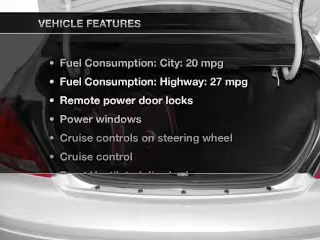 VEHICLE FEATURES
• Fuel Consumption: City: 20 mpg
• Fuel Consumption: Highway: 27 mpg
• Remote power door locks
• Power windows
• Cruise controls on steering wheel
• Cruise control